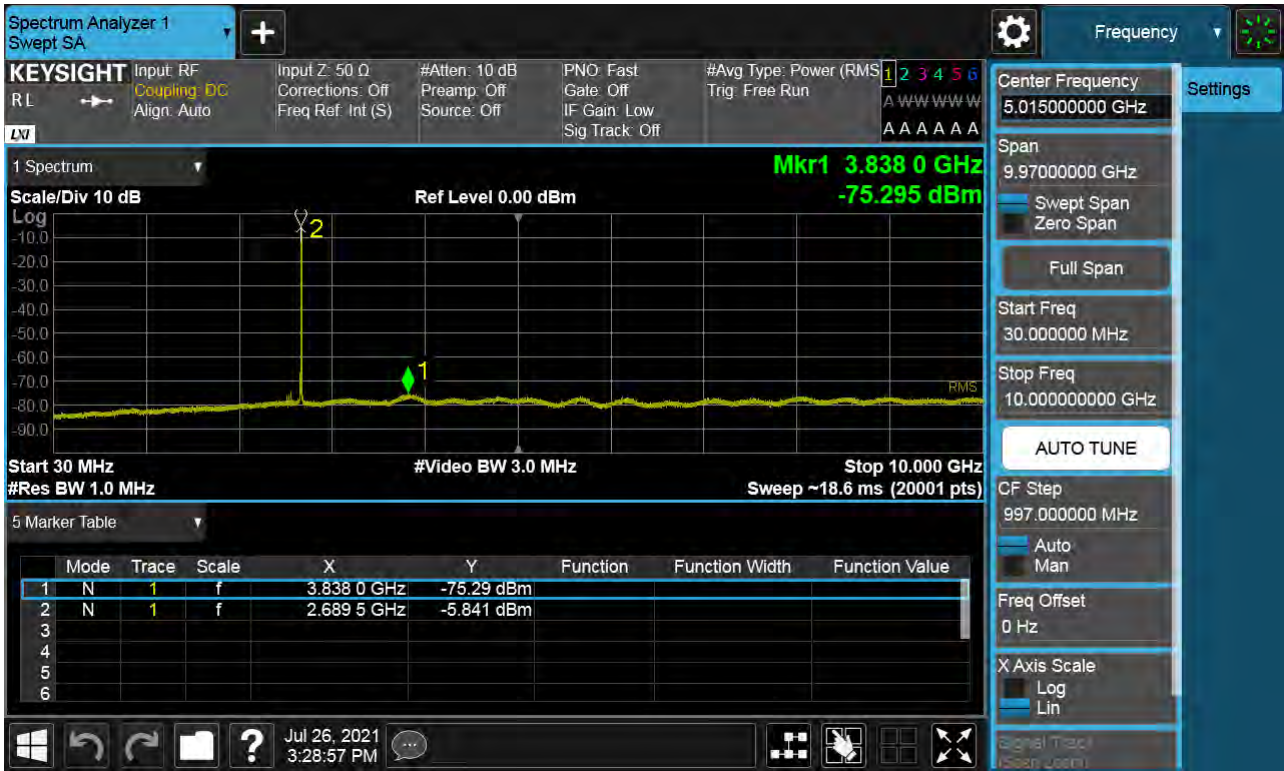 Spectrum Analyzer 1
Swept SA
+
Frequency
KEYSIGHT
RL
LXI
Input: RF
Coupling: DC
Align: Auto
Input Z: 50 Ω
Corrections: Off
Freq Ref: Int (S)
#Atten: 10 dB
Preamp: Off
Source: Off
PNO: Fast
Gate: Off
IF Gain: Low
Sig Track: Off
#Avg Type: Power (RMS
Trig: Free Run
1 2 3 4 5 6
A W W W W W
A A A A A A
1 Spectrum
Mkr1 3.838 0 GHz
-75.295 dBm
Scale/Div 10 dB
Ref Level 0.00 dBm
Log
-10.0
-20.0
-30.0
-40.0
-50.0
-60.0
-70.0
-80.0
-90.0
2
1
RMS
Start 30 MHz
#Video BW 3.0 MHz
Stop 10.000 GHz
#Res BW 1.0 MHz
Sweep ~18.6 ms (20001 pts)
5 Marker Table
Mode Trace Scale X Y Function Function Width Function Value
1 N 1 f 3.838 0 GHz -75.29 dBm
2 N 1 f 2.689 5 GHz -5.841 dBm
3
4
5
6
?
Jul 26, 2021
3:28:57 PM
Center Frequency
5.015000000 GHz
Settings
Span
9.97000000 GHz
Swept Span
Zero Span
Full Span
Start Freq
30.000000 MHz
Stop Freq
10.000000000 GHz
AUTO TUNE
CF Step
997.000000 MHz
Auto
Man
Freq Offset
0 Hz
X Axis Scale
Log
Lin
Signal Track
(Span Zoom)